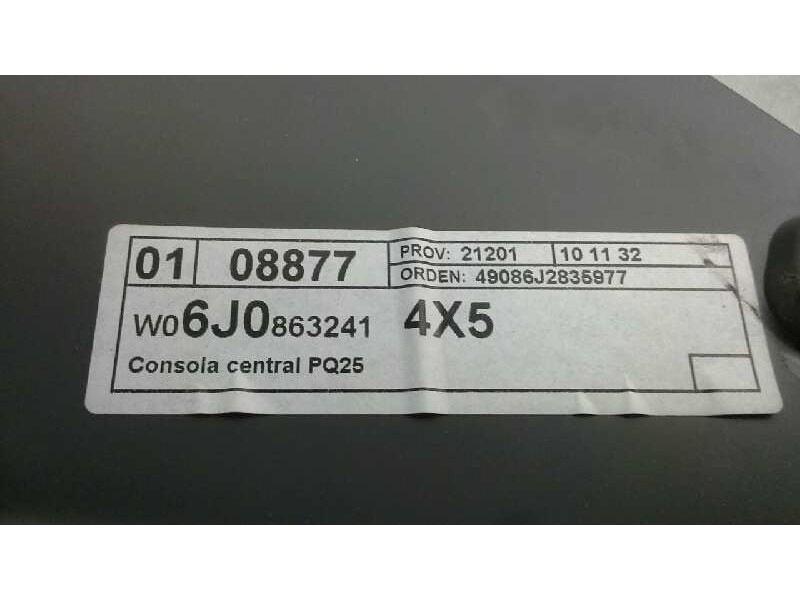 01 08877 PROV: 21201 10 11 32
ORDEN: 49086J2835977
W06J0863241 4X5
Consola central PQ25